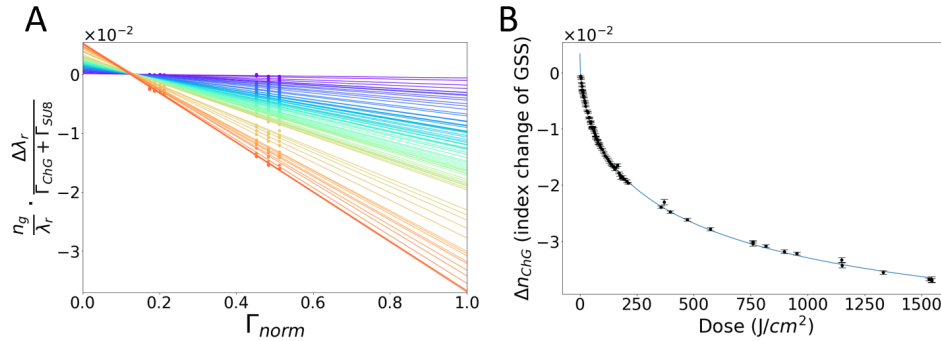 A
×10⁻²
0
−1
−2
−3
n_g / λ_r · Δλ_r / Γ_ChG + Γ_SU8
0.0 0.2 0.4 0.6 0.8 1.0
Γ_norm
B
×10⁻²
0
−1
−2
−3
Δn_ChG (index change of GSS)
0 250 500 750 1000 1250 1500
Dose (J/cm²)